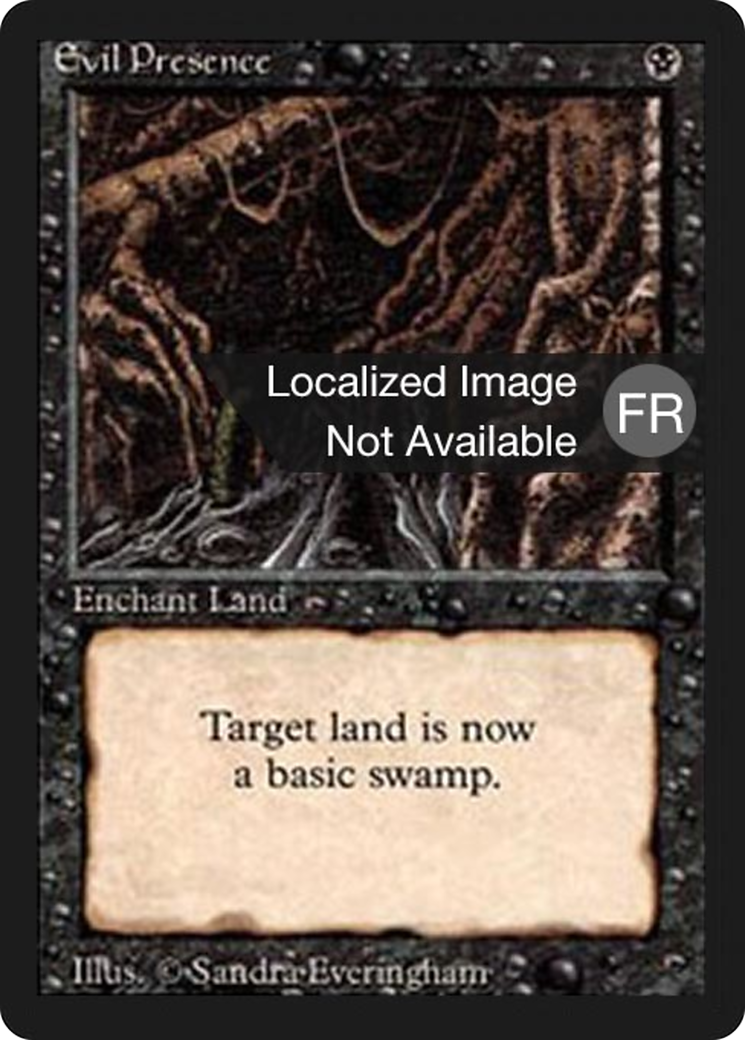 Evil Presence
Localized Image
Not Available
FR
Enchant Land
Target land is now
a basic swamp.
Illus. © Sandra Everingham